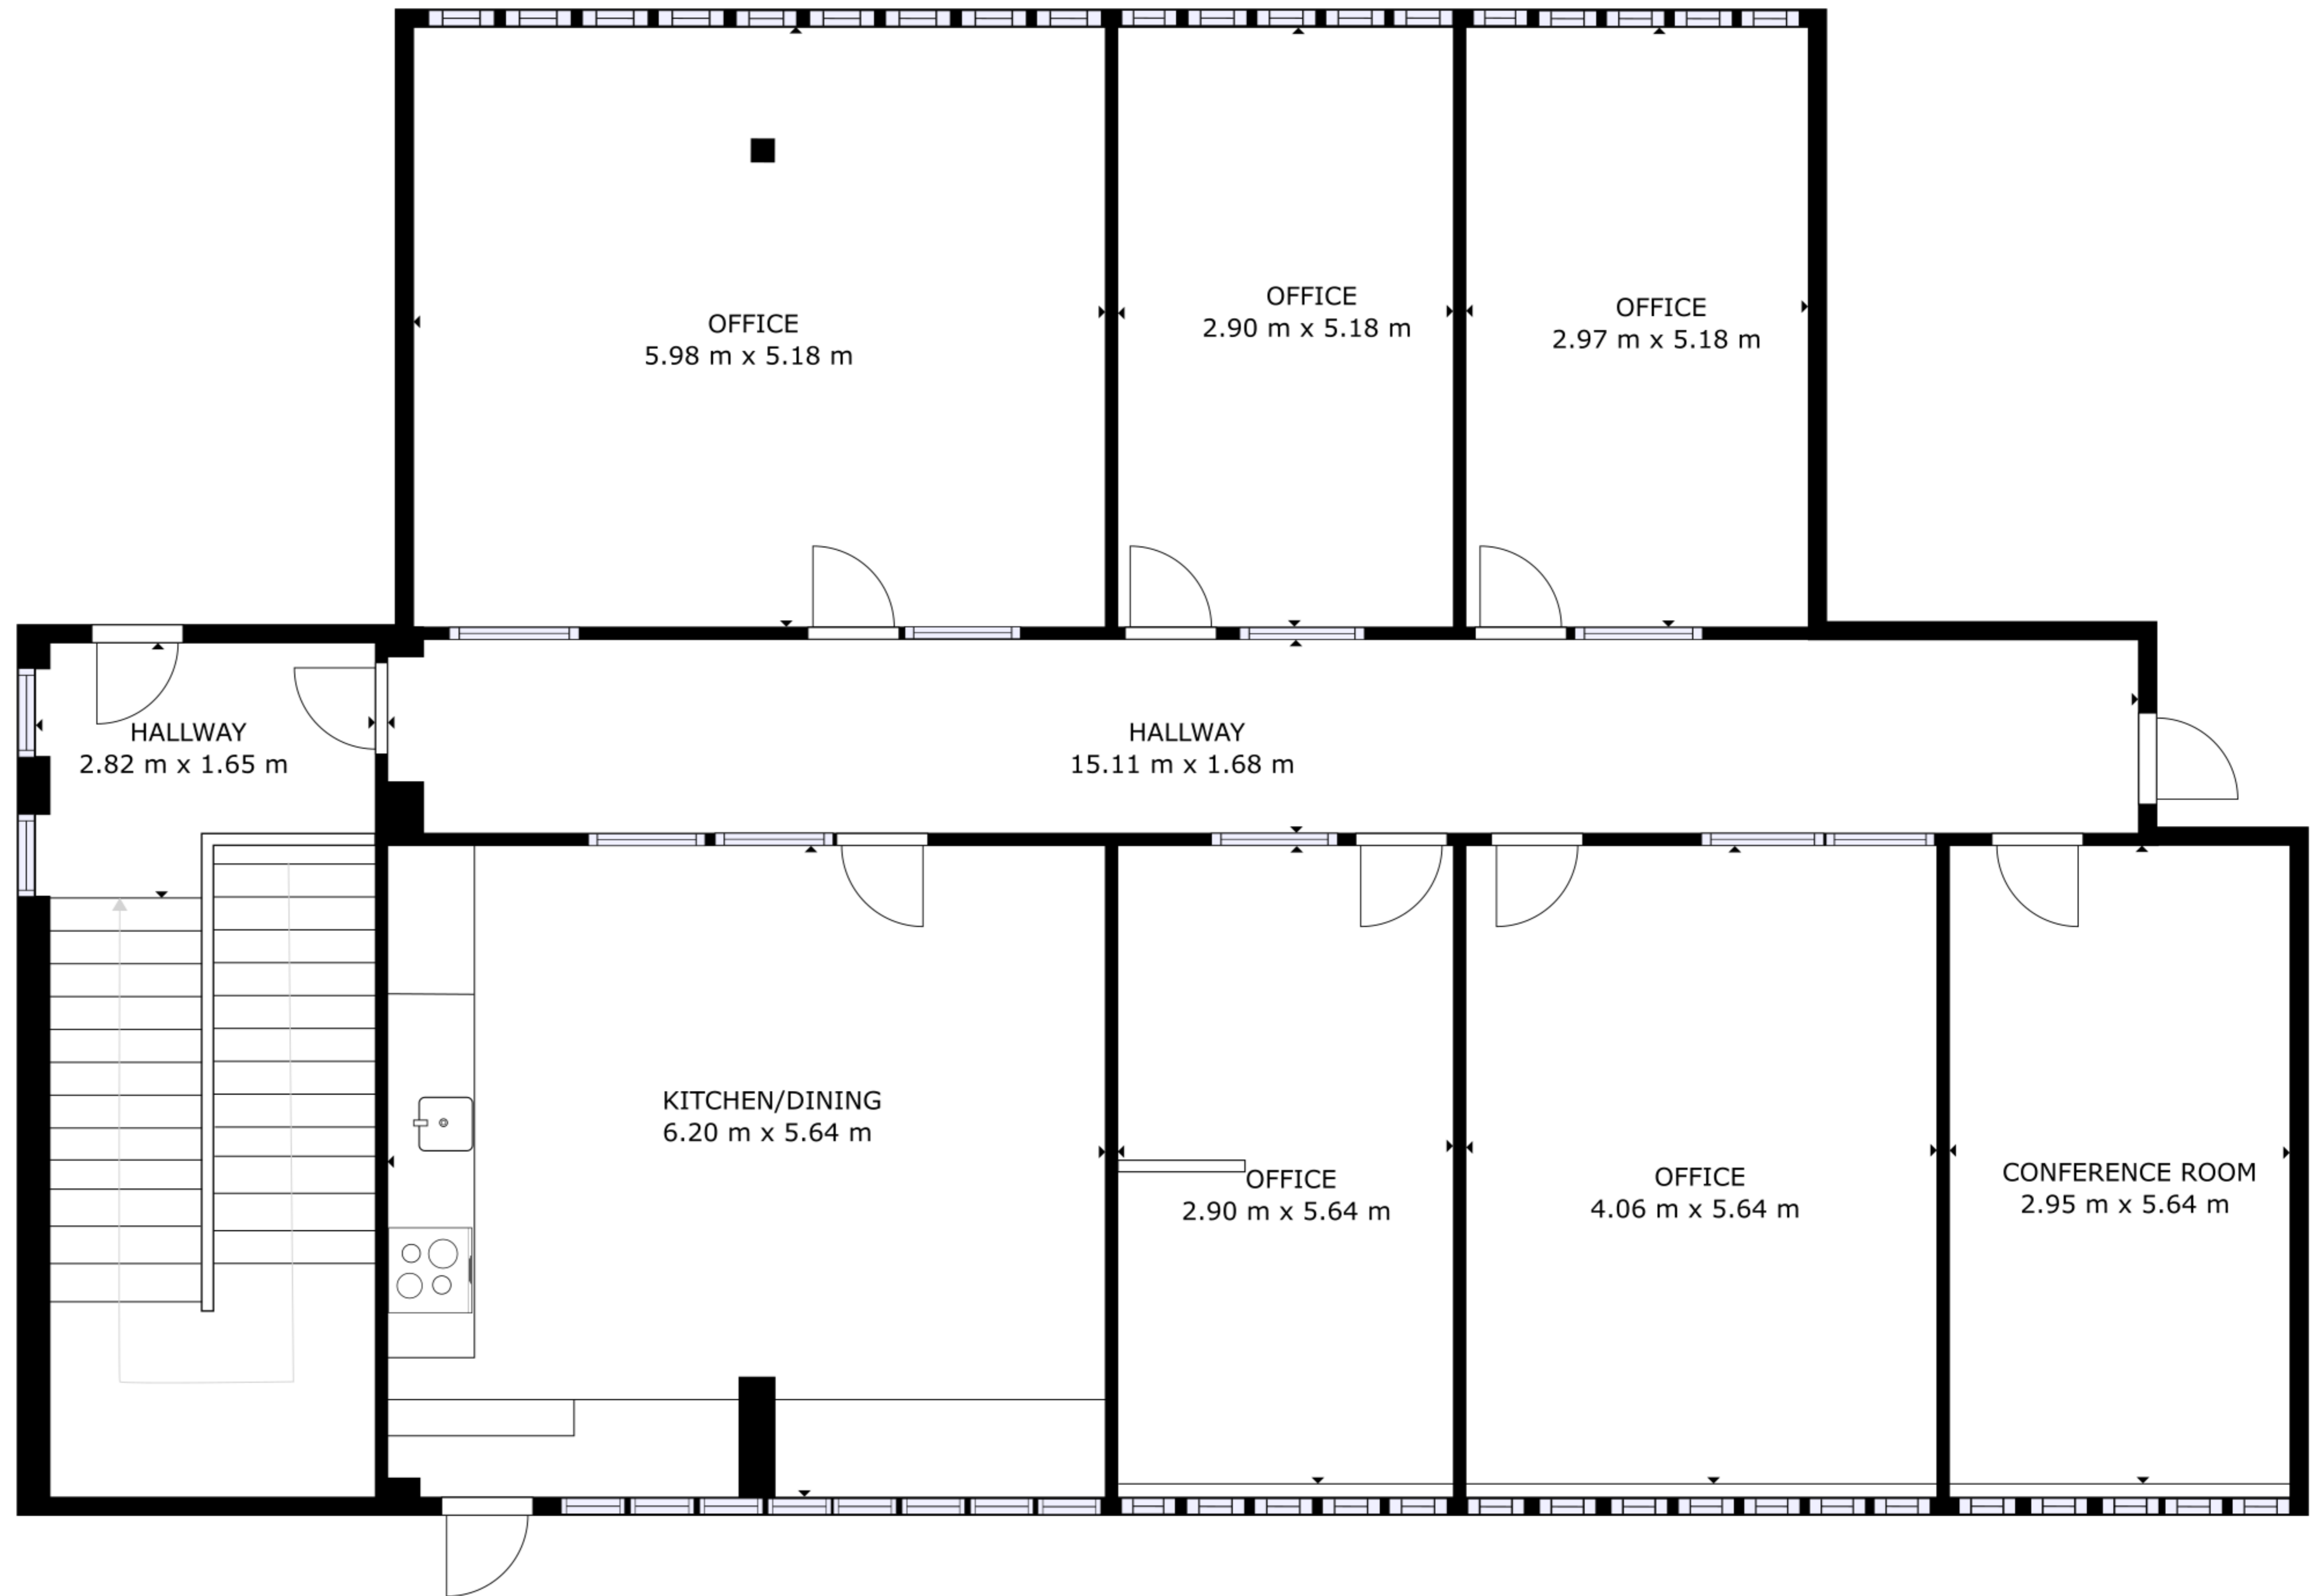 OFFICE
5.98 m x 5.18 m
OFFICE
2.90 m x 5.18 m
OFFICE
2.97 m x 5.18 m
HALLWAY
2.82 m x 1.65 m
HALLWAY
15.11 m x 1.68 m
KITCHEN/DINING
6.20 m x 5.64 m
OFFICE
2.90 m x 5.64 m
OFFICE
4.06 m x 5.64 m
CONFERENCE ROOM
2.95 m x 5.64 m